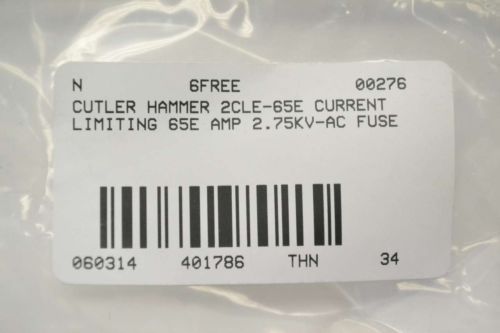 N 6FREE 00276
CUTLER HAMMER 2CLE-65E CURRENT
LIMITING 65E AMP 2.75KV-AC FUSE
060314 401786 THN 34